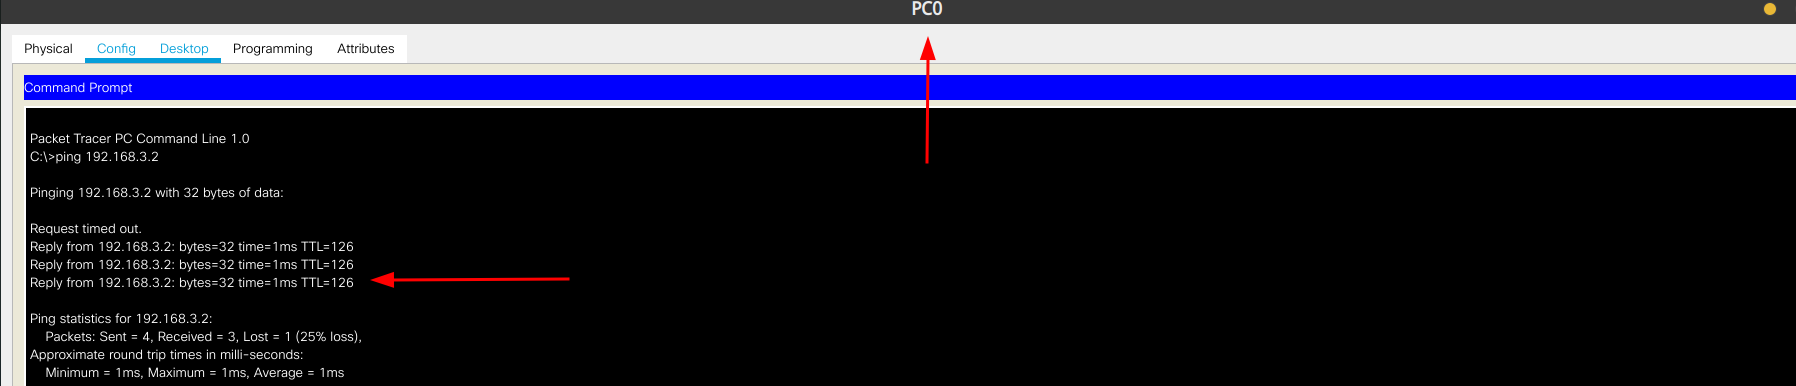 PC0
Physical Config Desktop Programming Attributes
Command Prompt
Packet Tracer PC Command Line 1.0
C:\>ping 192.168.3.2
Pinging 192.168.3.2 with 32 bytes of data:
Request timed out.
Reply from 192.168.3.2: bytes=32 time=1ms TTL=126
Reply from 192.168.3.2: bytes=32 time=1ms TTL=126
Reply from 192.168.3.2: bytes=32 time=1ms TTL=126
Ping statistics for 192.168.3.2:
Packets: Sent = 4, Received = 3, Lost = 1 (25% loss),
Approximate round trip times in milli-seconds:
Minimum = 1ms, Maximum = 1ms, Average = 1ms